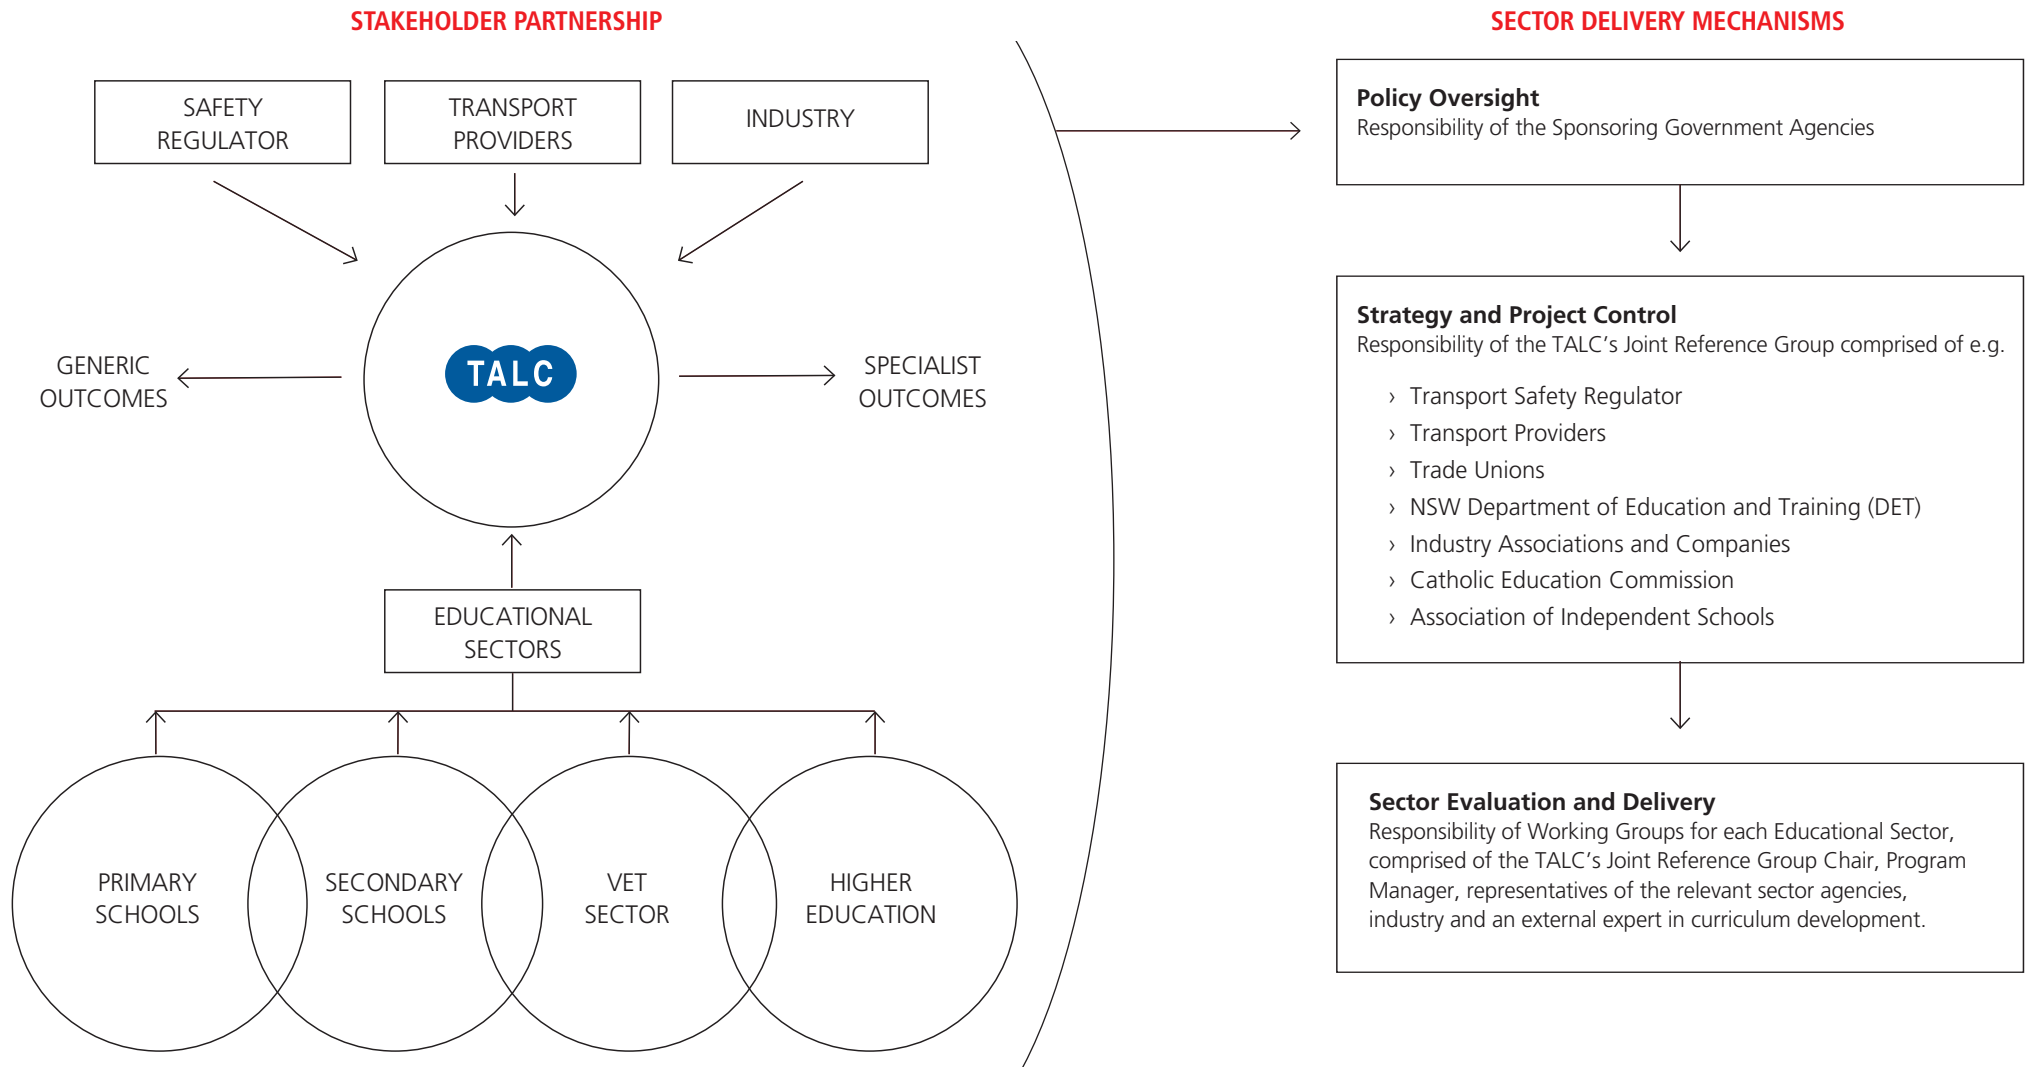 STAKEHOLDER PARTNERSHIP
SAFETY
REGULATOR
TRANSPORT
PROVIDERS
INDUSTRY
TALC
GENERIC
OUTCOMES
SPECIALIST
OUTCOMES
EDUCATIONAL
SECTORS
PRIMARY
SCHOOLS
SECONDARY
SCHOOLS
VET
SECTOR
HIGHER
EDUCATION
SECTOR DELIVERY MECHANISMS
Policy Oversight
Responsibility of the Sponsoring Government Agencies
Strategy and Project Control
Responsibility of the TALC’s Joint Reference Group comprised of e.g.
› Transport Safety Regulator
› Transport Providers
› Trade Unions
› NSW Department of Education and Training (DET)
› Industry Associations and Companies
› Catholic Education Commission
› Association of Independent Schools
Sector Evaluation and Delivery
Responsibility of Working Groups for each Educational Sector,
comprised of the TALC’s Joint Reference Group Chair, Program
Manager, representatives of the relevant sector agencies,
industry and an external expert in curriculum development.